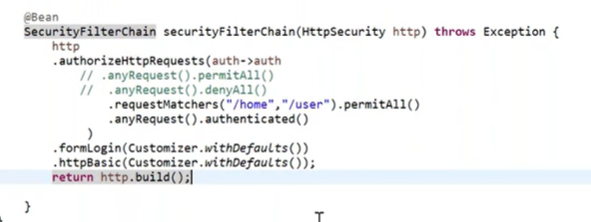 @Bean
SecurityFilterChain securityFilterChain(HttpSecurity http) throws Exception {
http
.authorizeHttpRequests(auth->auth
// .anyRequest().permitAll()
// .anyRequest().denyAll()
.requestMatchers("/home","/user").permitAll()
.anyRequest().authenticated()
)
.formLogin(Customizer.withDefaults())
.httpBasic(Customizer.withDefaults());
return http.build();
}